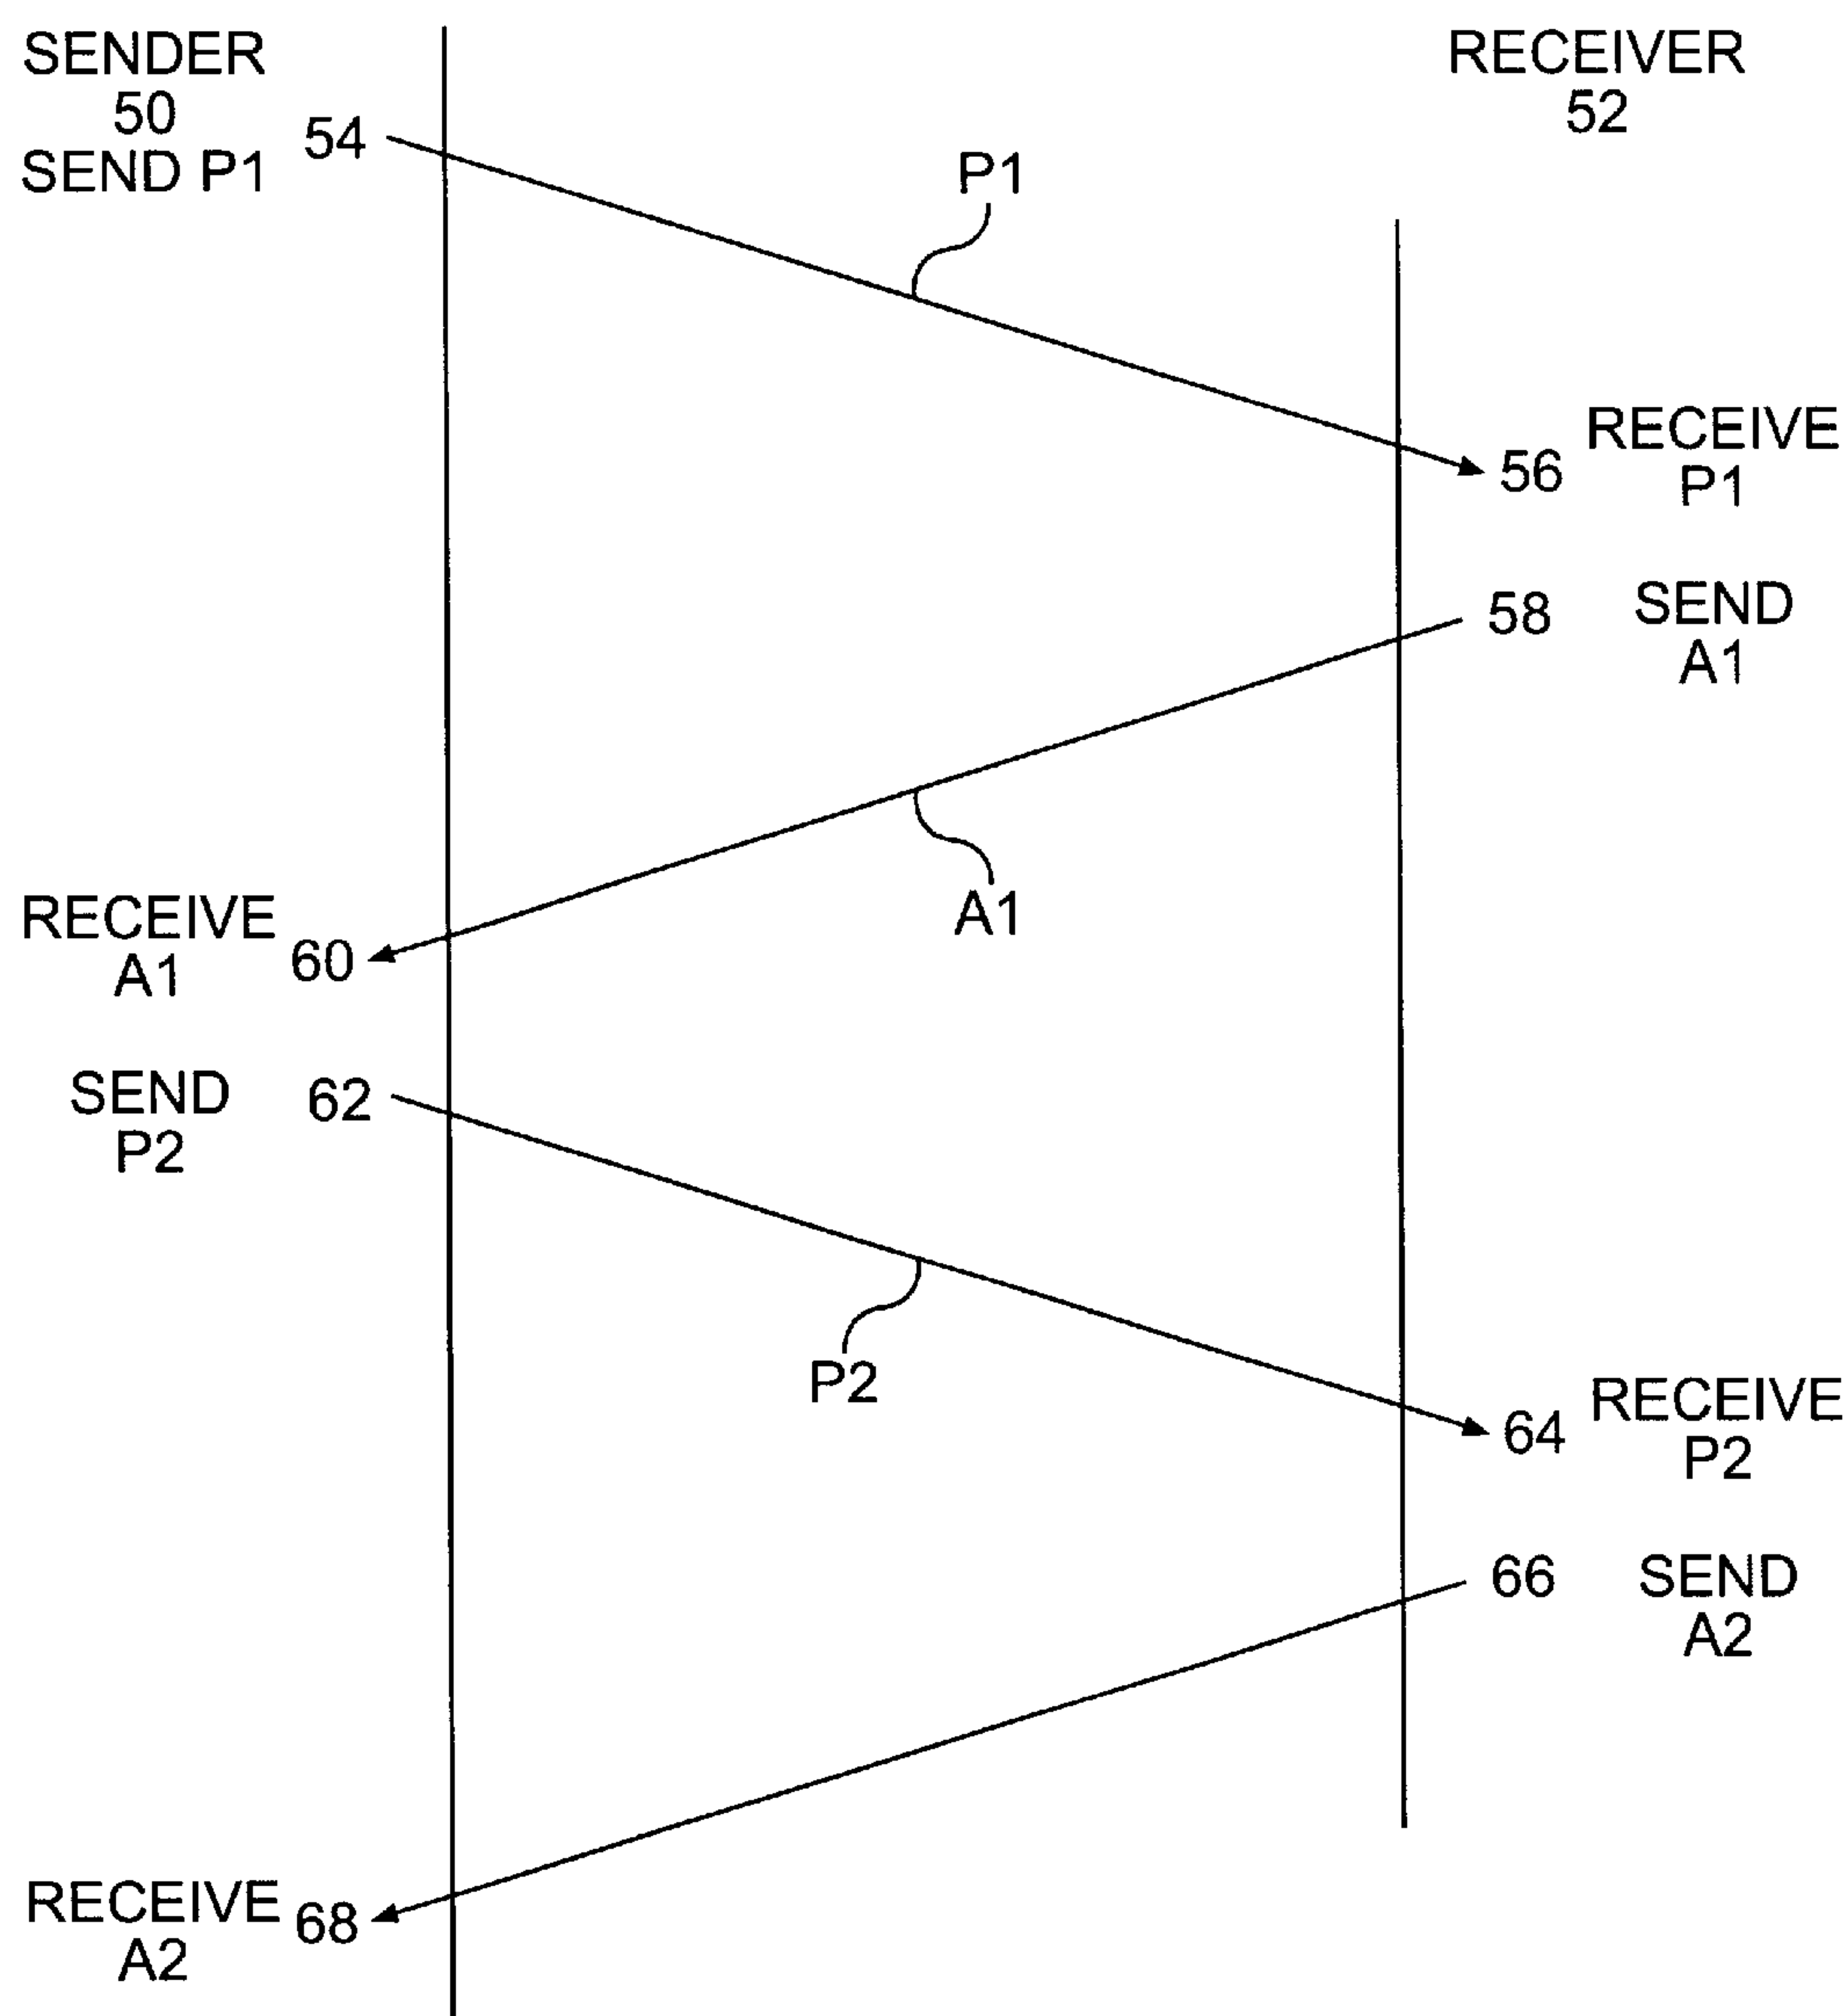 SENDER
50
SEND P1
54
RECEIVER
52
P1
56
RECEIVE
P1
58
SEND
A1
A1
RECEIVE
A1
60
SEND
P2
62
P2
64
RECEIVE
P2
66
SEND
A2
RECEIVE
A2
68